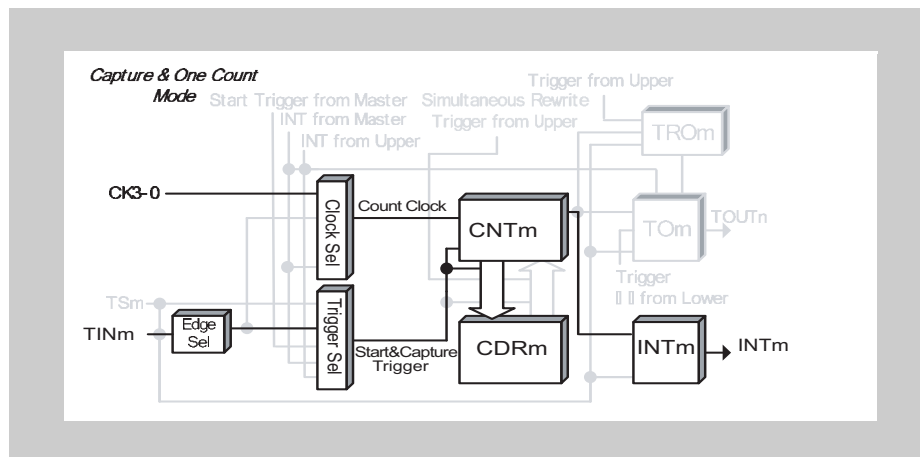 Capture & One Count
Mode
Trigger from Upper
Start Trigger from Master
Simultaneous Rewrite
INT from Master
Trigger from Upper
INT from Upper
TROm
CK3-0
Clock Sel
Count Clock
CNTm
TOm
TOUTn
Trigger
from Lower
TSm
TINm
Edge
Sel
Trigger Sel
Start&Capture
Trigger
CDRm
INTm
INTm